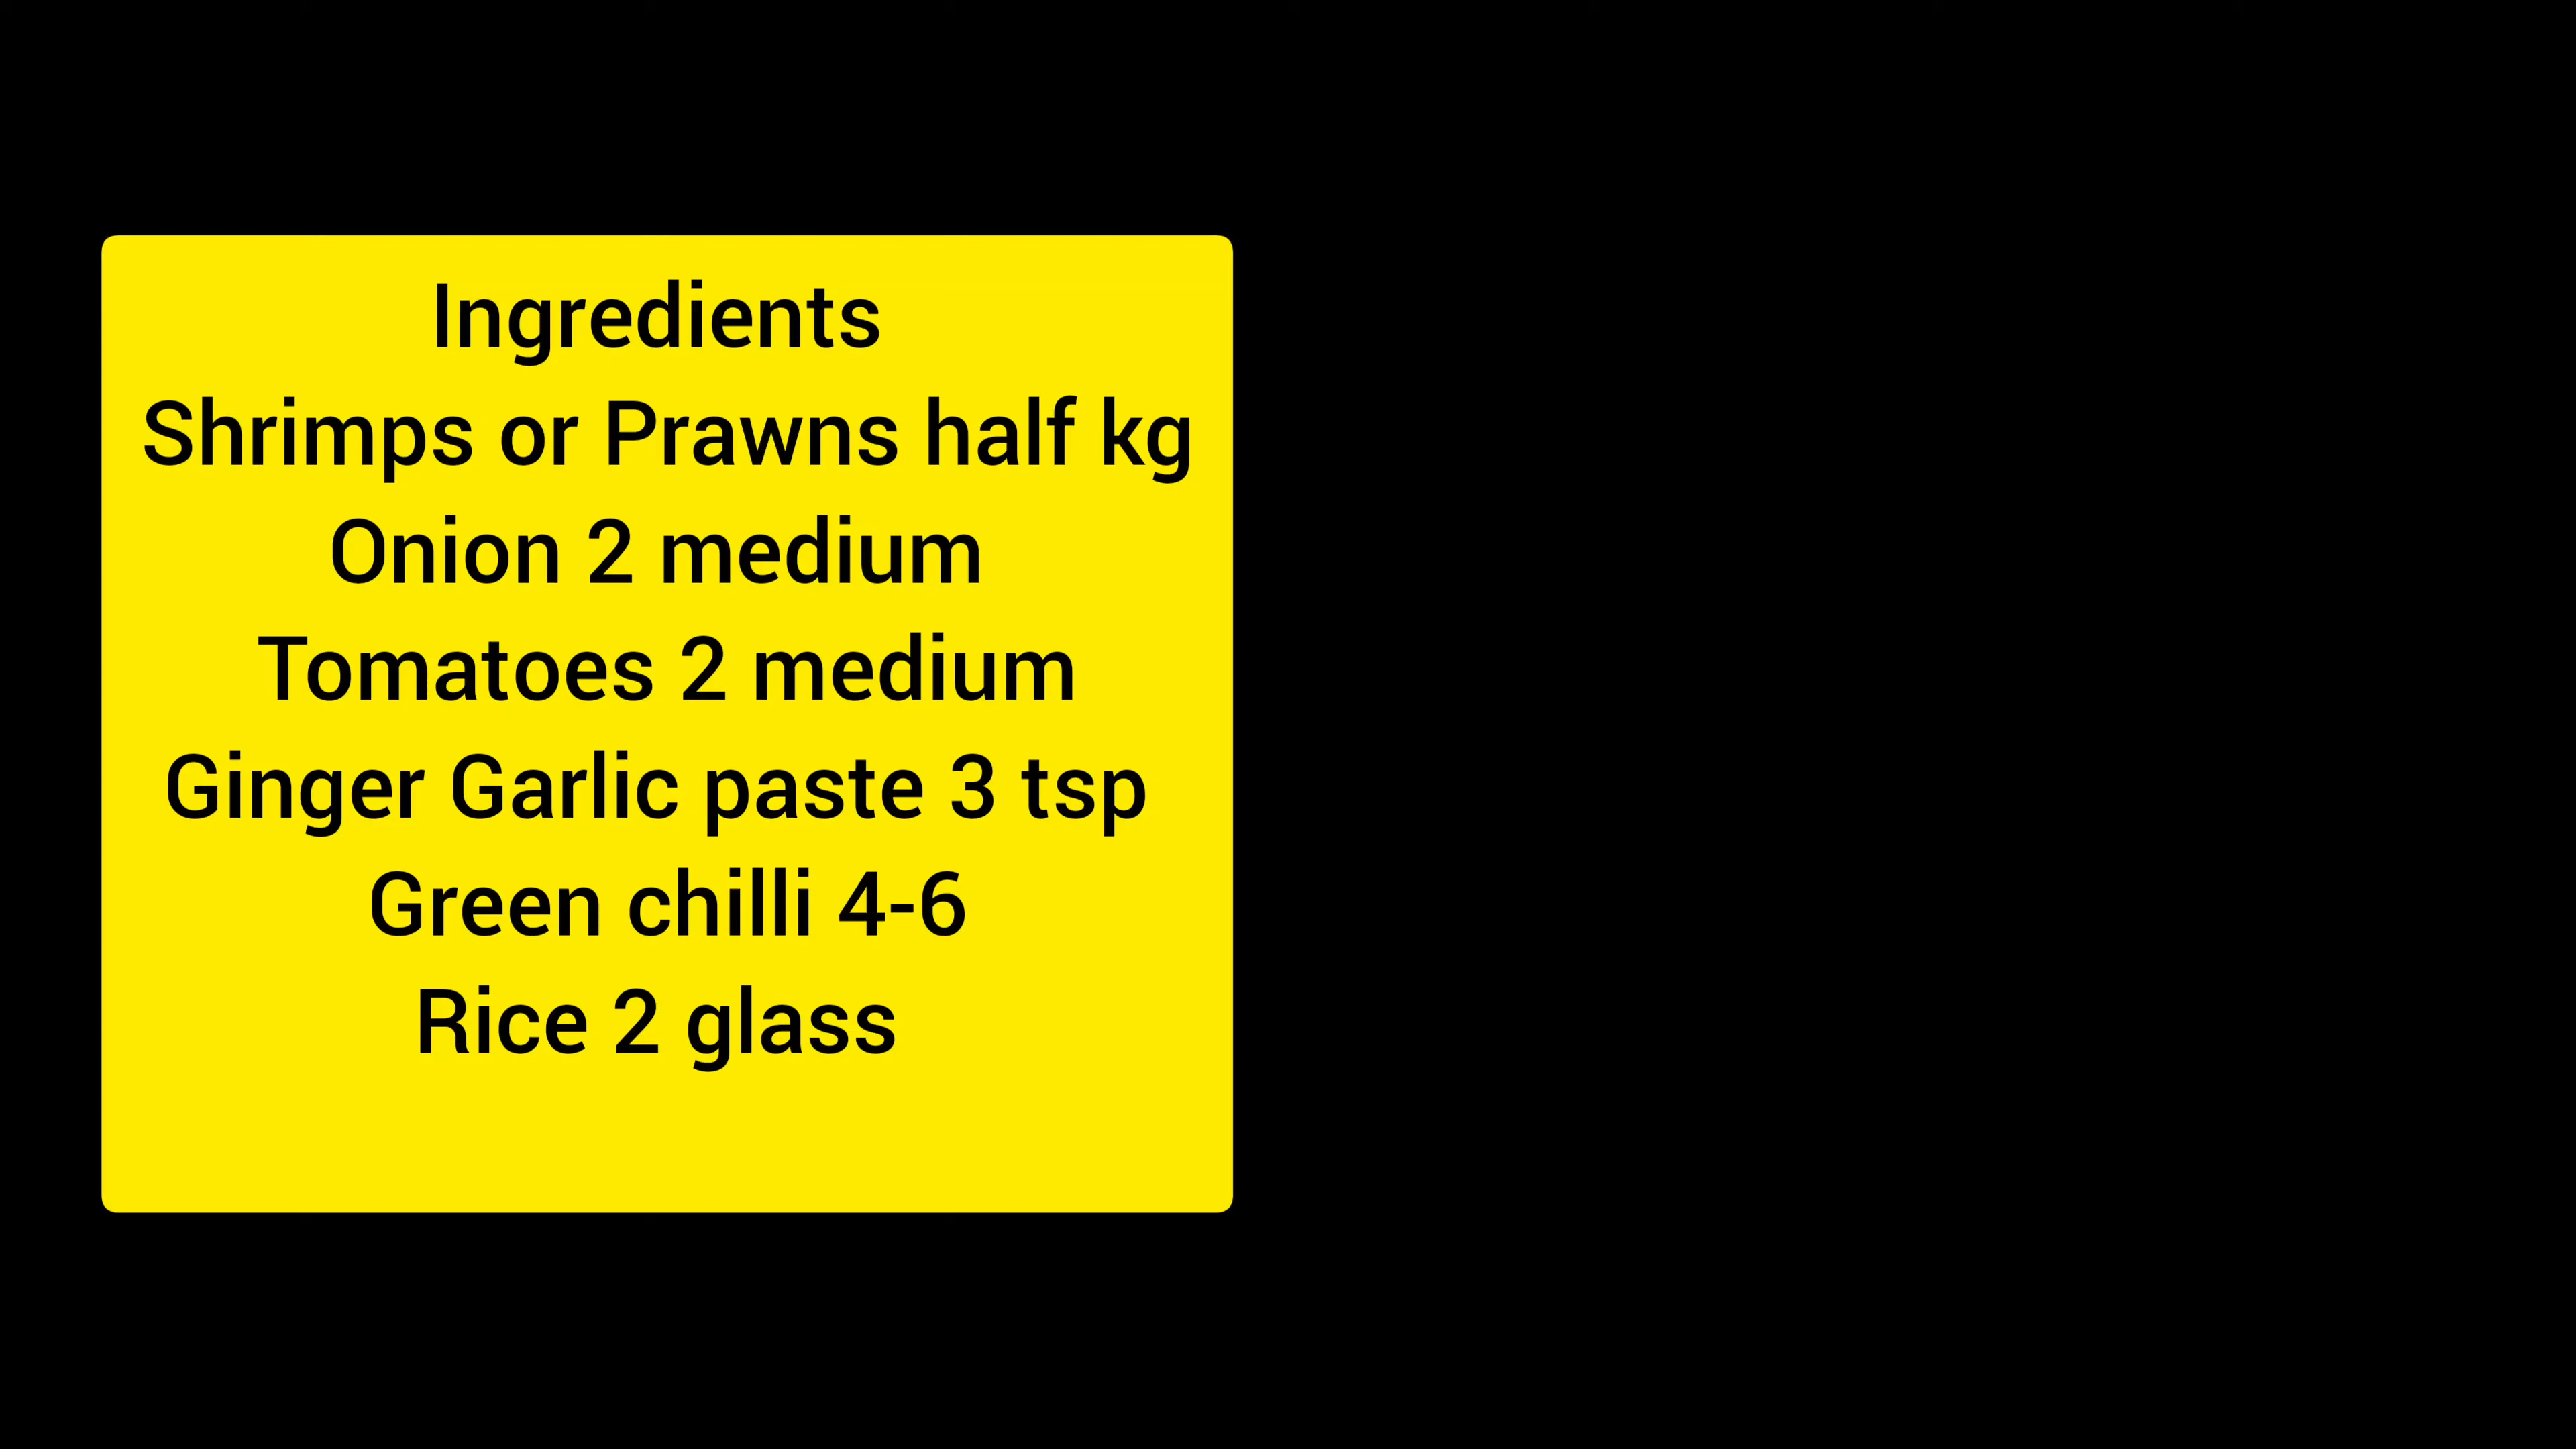 Ingredients
Shrimps or Prawns half kg
Onion 2 medium
Tomatoes 2 medium
Ginger Garlic paste 3 tsp
Green chilli 4-6
Rice 2 glass